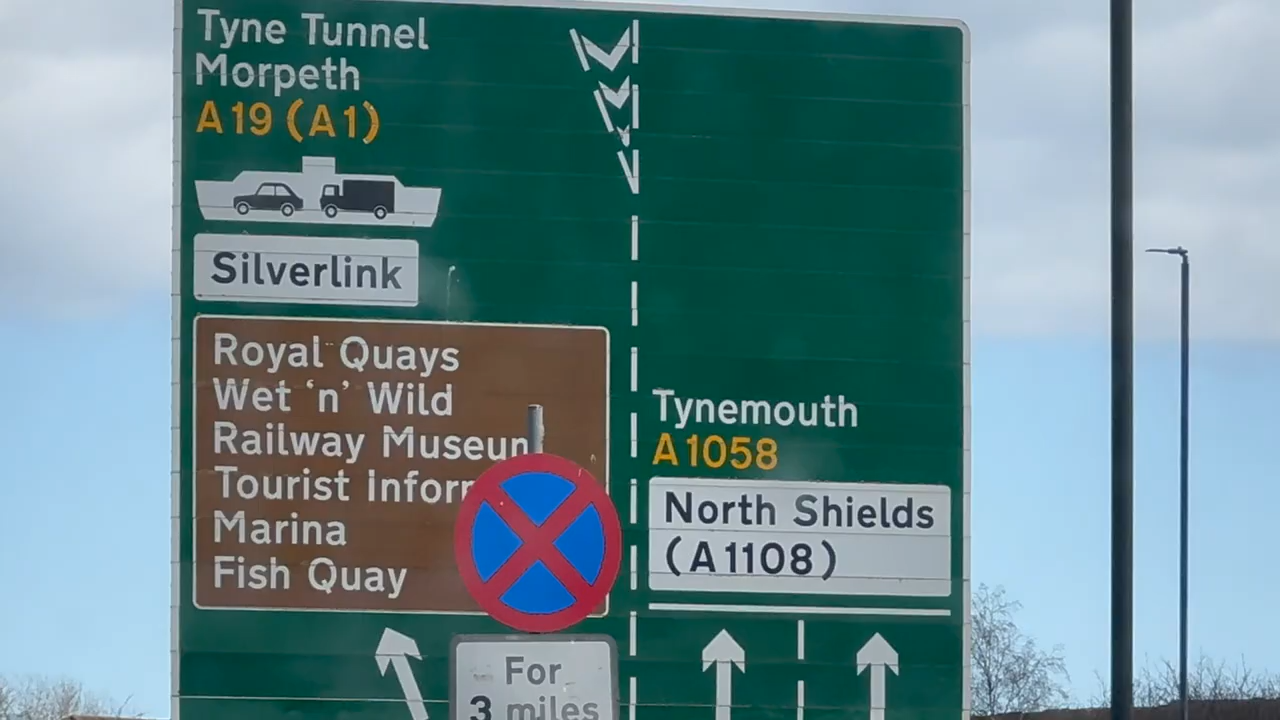 Tyne Tunnel
Morpeth
A19 (A1)
Silverlink
Royal Quays
Wet 'n' Wild
Railway Museum
Tourist Infor
Marina
Fish Quay
Tynemouth
A1058
North Shields
(A1108)
For
3 miles